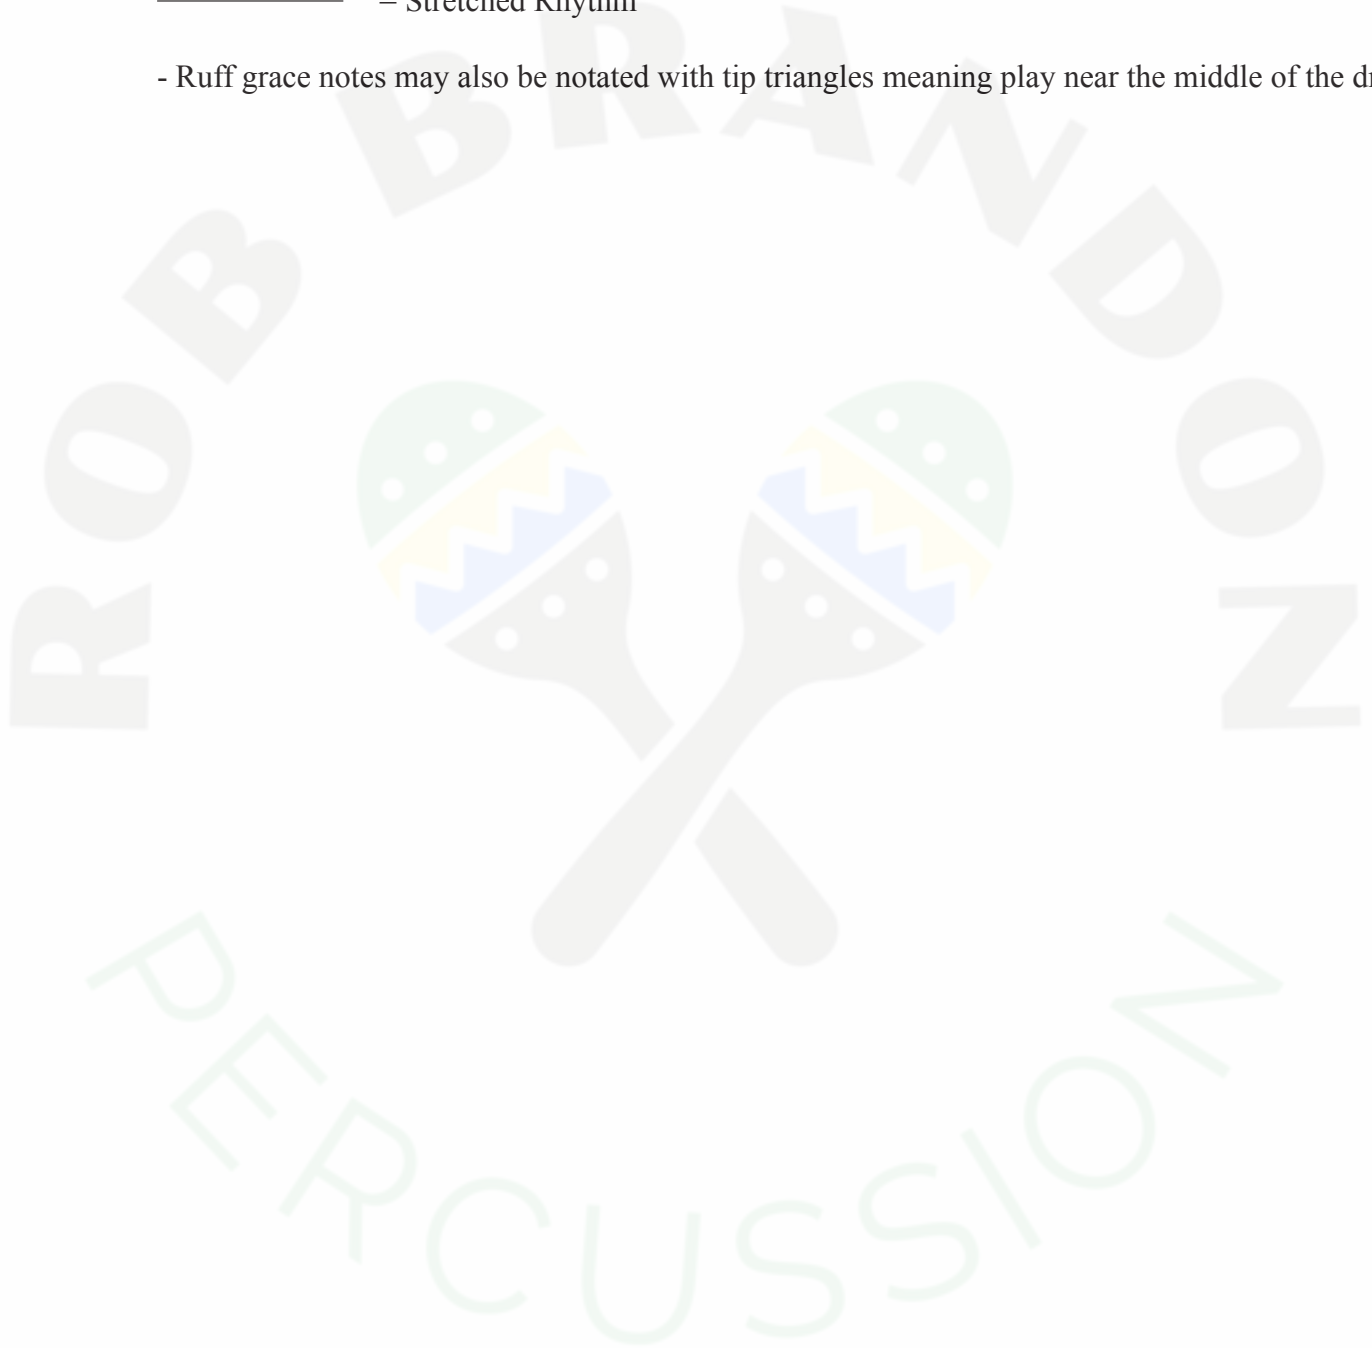 = Stretched Rhythm
- Ruff grace notes may also be notated with tip triangles meaning play near the middle of the
ROB BRANDON
PERCUSSION